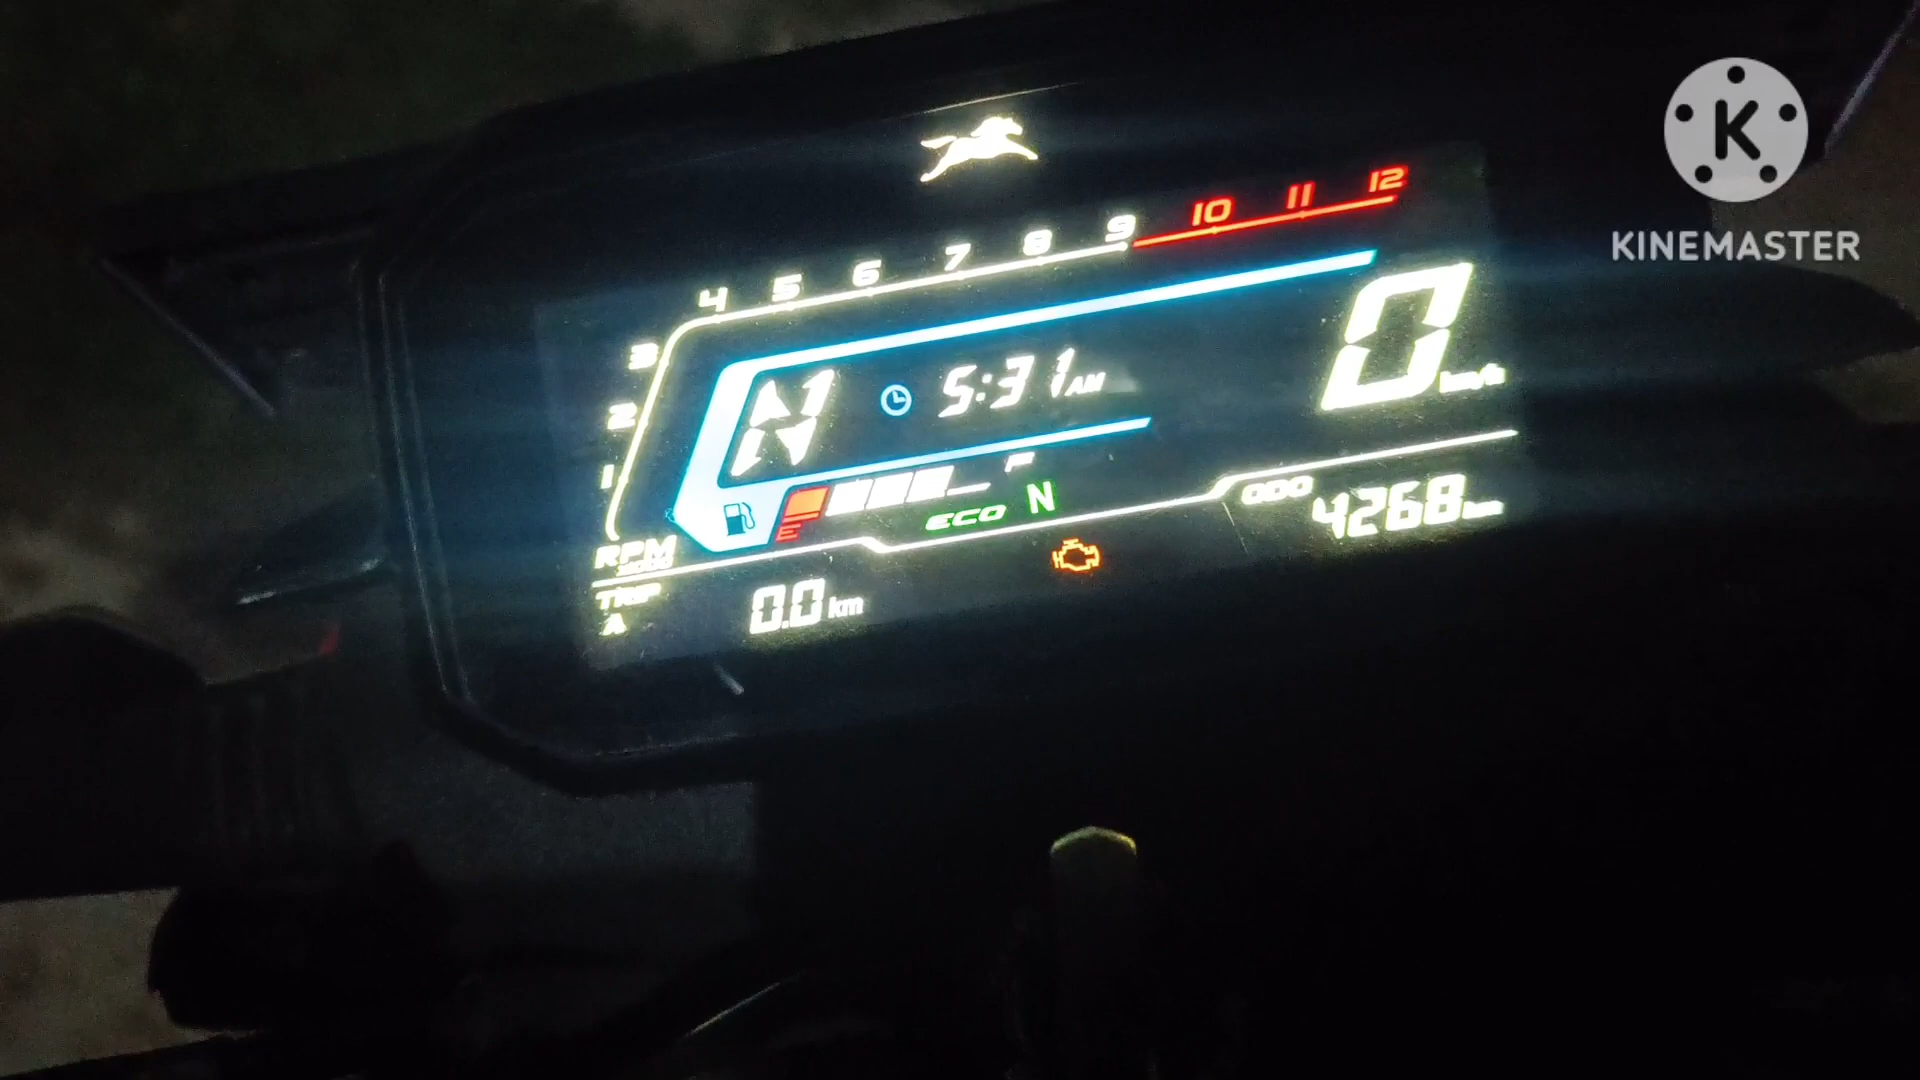 K
KINEMASTER
1 2 3 4 5 6 7 8 9 10 11 12
5:31 AM
0 km/h
F
E
ECO N
ODO 4268 km
RPM
TRIP
A
0.0 km